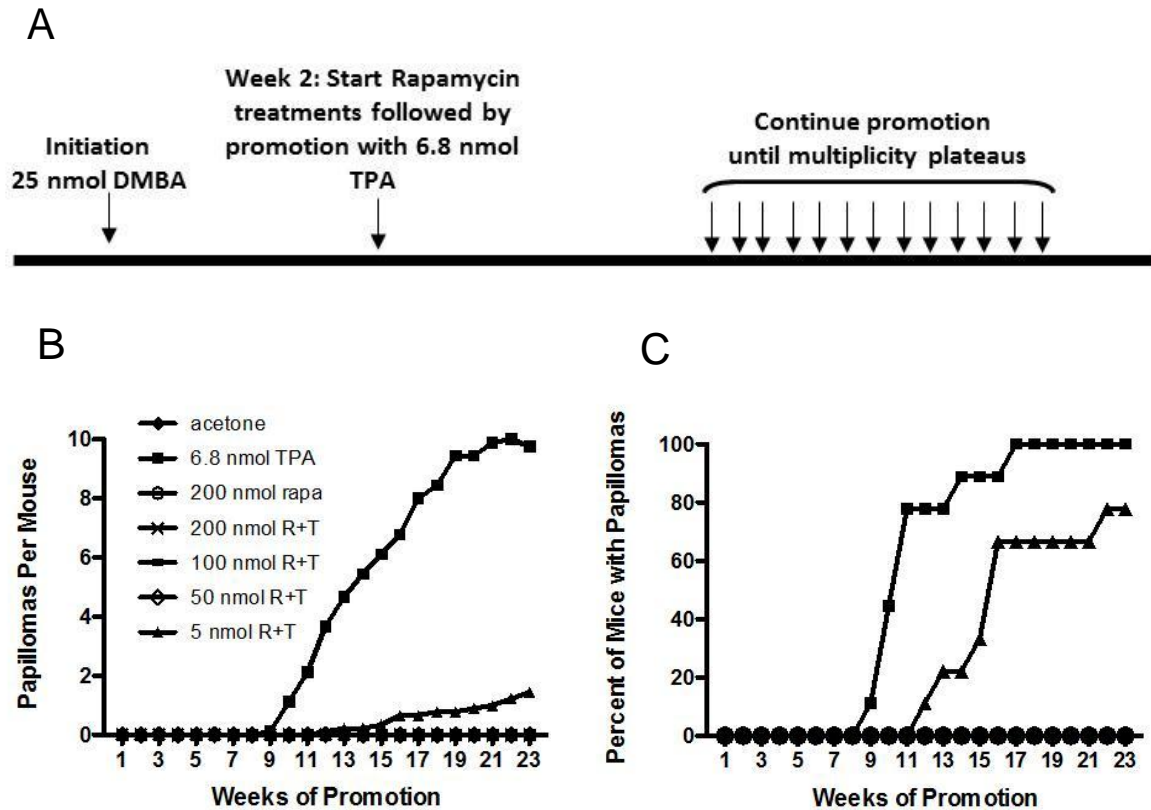 A
Initiation
25 nmol DMBA
Week 2: Start Rapamycin
treatments followed by
promotion with 6.8 nmol
TPA
Continue promotion
until multiplicity plateaus
B
Papillomas Per Mouse
10
8
6
4
2
0
acetone
6.8 nmol TPA
200 nmol rapa
200 nmol R+T
100 nmol R+T
50 nmol R+T
5 nmol R+T
1 3 5 7 9 11 13 15 17 19 21 23
Weeks of Promotion
C
Percent of Mice with Papillomas
100
80
60
40
20
0
1 3 5 7 9 11 13 15 17 19 21 23
Weeks of Promotion